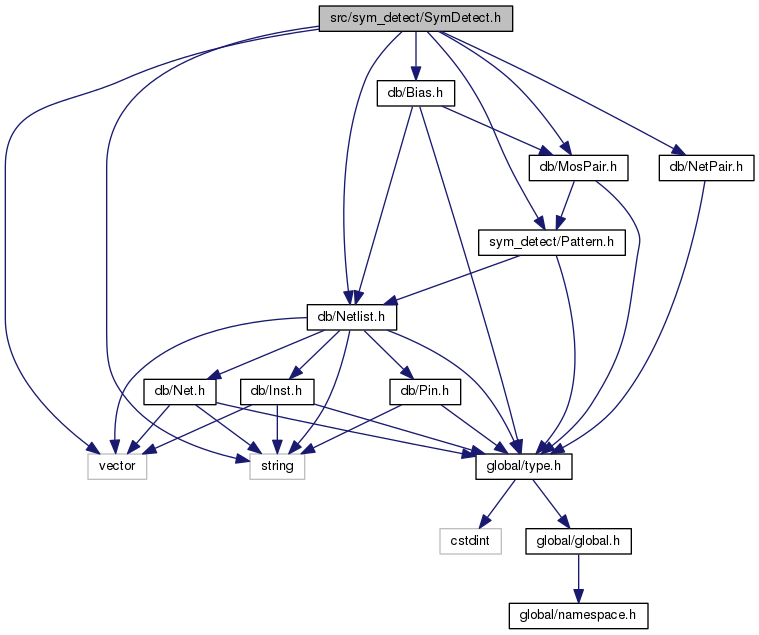 src/sym_detect/SymDetect.h
db/Bias.h
db/MosPair.h
db/NetPair.h
sym_detect/Pattern.h
db/Netlist.h
db/Net.h
db/Inst.h
db/Pin.h
vector
string
global/type.h
cstdint
global/global.h
global/namespace.h